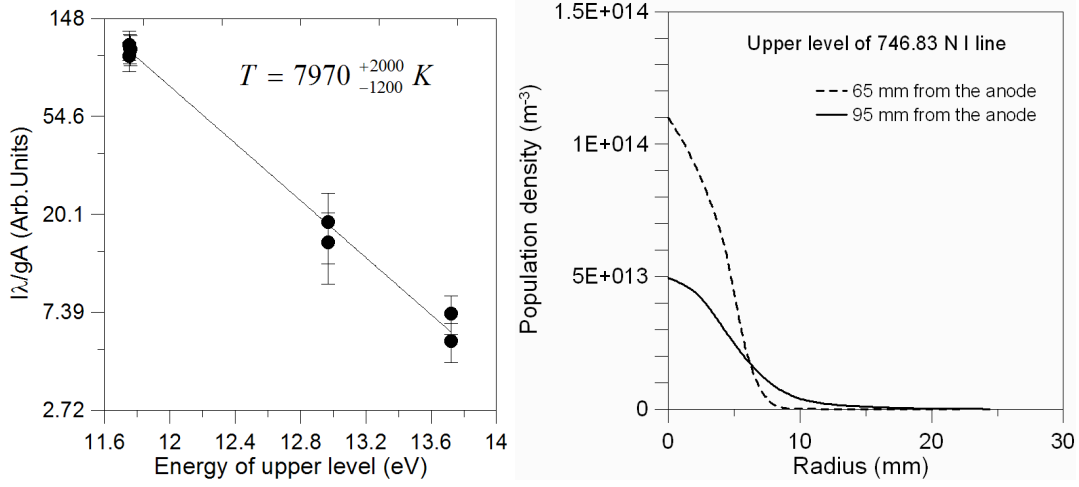 148
54.6
20.1
7.39
2.72
Iλ/gA (Arb.Units)
T = 7970 +2000 −1200 K
11.6 12 12.4 12.8 13.2 13.6 14
Energy of upper level (eV)
1.5E+014
1E+014
5E+013
0
Population density (m-3)
Upper level of 746.83 N I line
65 mm from the anode
95 mm from the anode
0 10 20 30
Radius (mm)